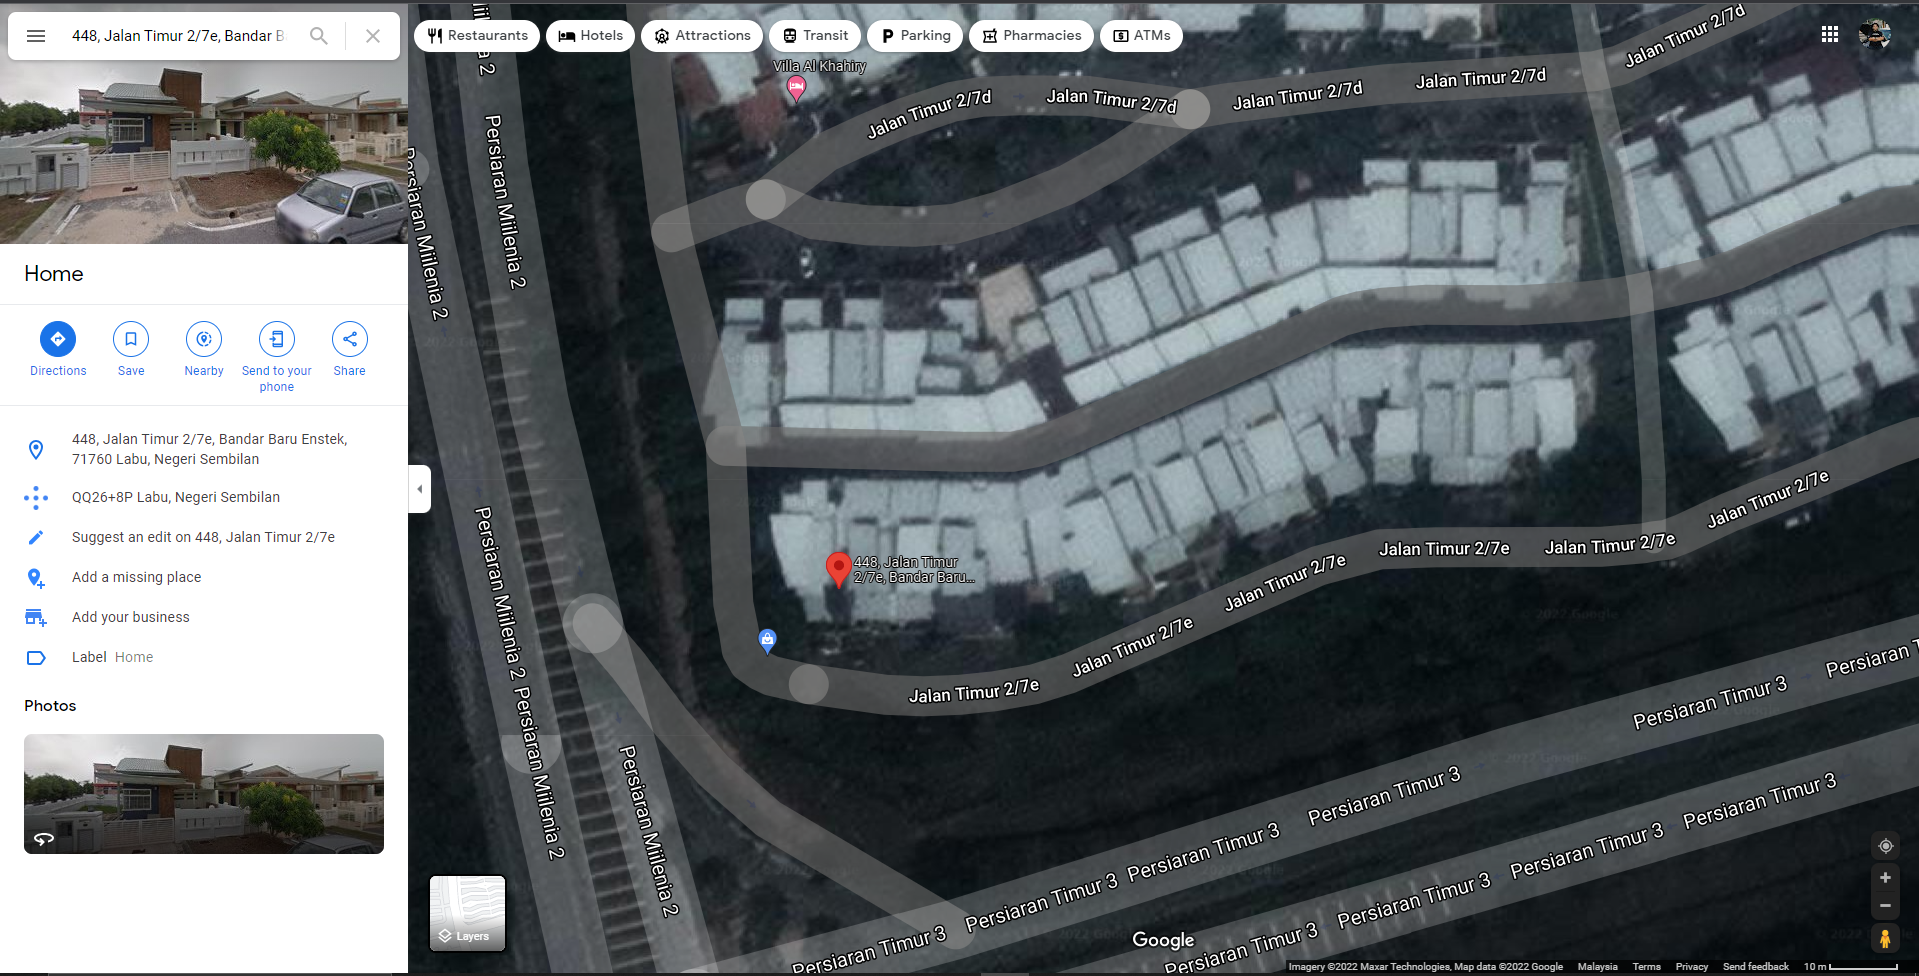 448, Jalan Timur 2/7e, Bandar B
Restaurants
Hotels
Attractions
Transit
Parking
Pharmacies
ATMs
Home
Directions
Save
Nearby
Send to your
phone
Share
448, Jalan Timur 2/7e, Bandar Baru Enstek,
71760 Labu, Negeri Sembilan
QQ26+8P Labu, Negeri Sembilan
Suggest an edit on 448, Jalan Timur 2/7e
Add a missing place
Add your business
Label Home
Photos
Villa Al Khahiry
Jalan Timur 2/7d
Jalan Timur 2/7d
Jalan Timur 2/7d
Jalan Timur 2/7d
Jalan Timur 2/7d
Persiaran Miilenia 2
Persiaran Miilenia 2
448, Jalan Timur
2/7e, Bandar Baru...
Jalan Timur 2/7e
Jalan Timur 2/7e
Jalan Timur 2/7e
Jalan Timur 2/7e
Jalan Timur 2/7e
Jalan Timur 2/7e
Persiaran Miilenia 2
Persiaran Miilenia 2
Persiaran Miilenia 2
Persiaran T
Persiaran Timur 3
Persiaran Timur 3
Persiaran Timur 3
Persiaran Timur 3
Persiaran Timur 3
Persiaran Timur 3
Persiaran Timur 3
Persiaran Timur 3
Persiaran Timur 3
Layers
Google
Imagery ©2022 Maxar Technologies, Map data ©2022 Google
Malaysia
Terms
Privacy
Send feedback
10 m